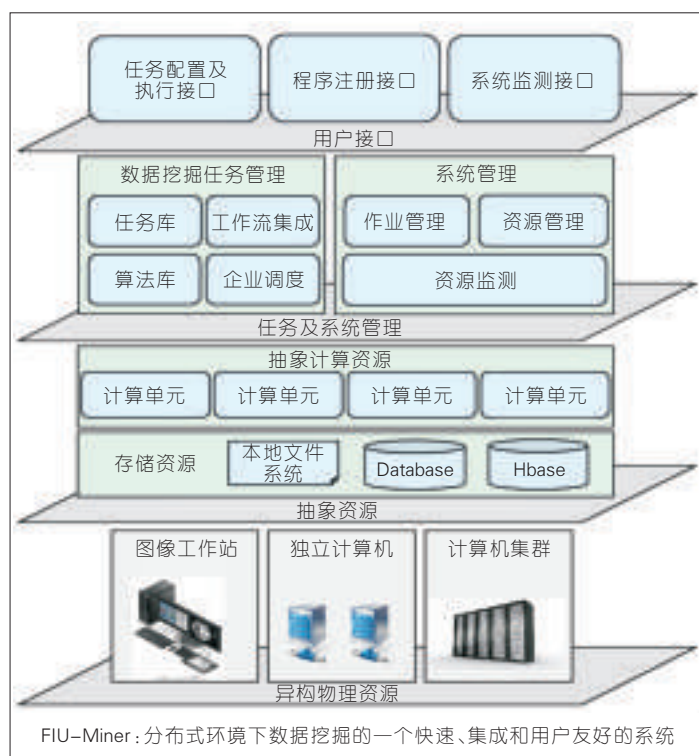 任务配置及
执行接口
程序注册接口
系统监测接口
用户接口
数据挖掘任务管理
系统管理
任务库
工作流集成
作业管理
资源管理
算法库
企业调度
资源监测
任务及系统管理
抽象计算资源
计算单元
计算单元
计算单元
计算单元
存储资源
本地文件
系统
Database
Hbase
抽象资源
图像工作站
独立计算机
计算机集群
异构物理资源
FIU-Miner:分布式环境下数据挖掘的一个快速、集成和用户友好的系统